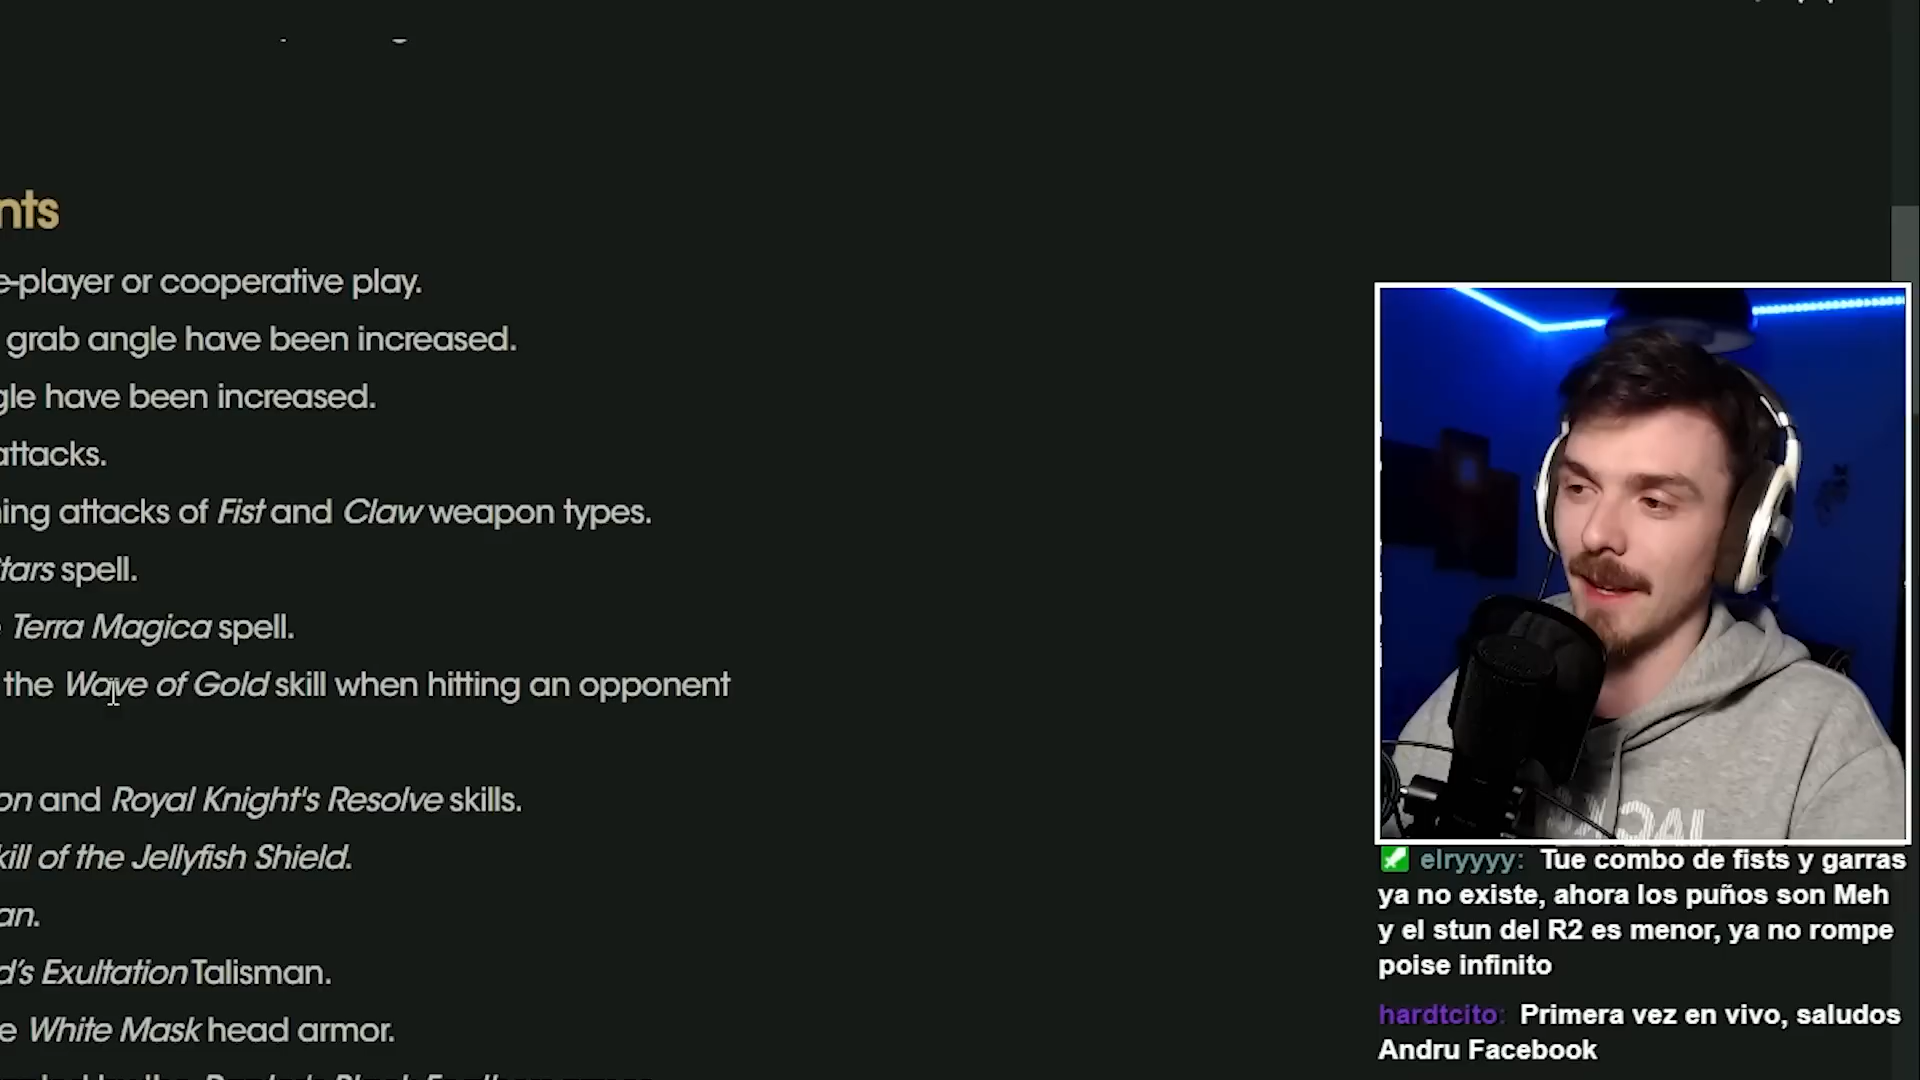 nts
e-player or cooperative play.
grab angle have been increased.
gle have been increased.
attacks.
ning attacks of Fist and Claw weapon types.
tars spell.
Terra Magica spell.
the Wave of Gold skill when hitting an opponent
on and Royal Knight's Resolve skills.
kill of the Jellyfish Shield.
an.
d's Exultation Talisman.
e White Mask head armor.
elryyyy: Tue combo de fists y garras
ya no existe, ahora los puños son Meh
y el stun del R2 es menor, ya no rompe
poise infinito
hardtcito: Primera vez en vivo, saludos
Andru Facebook